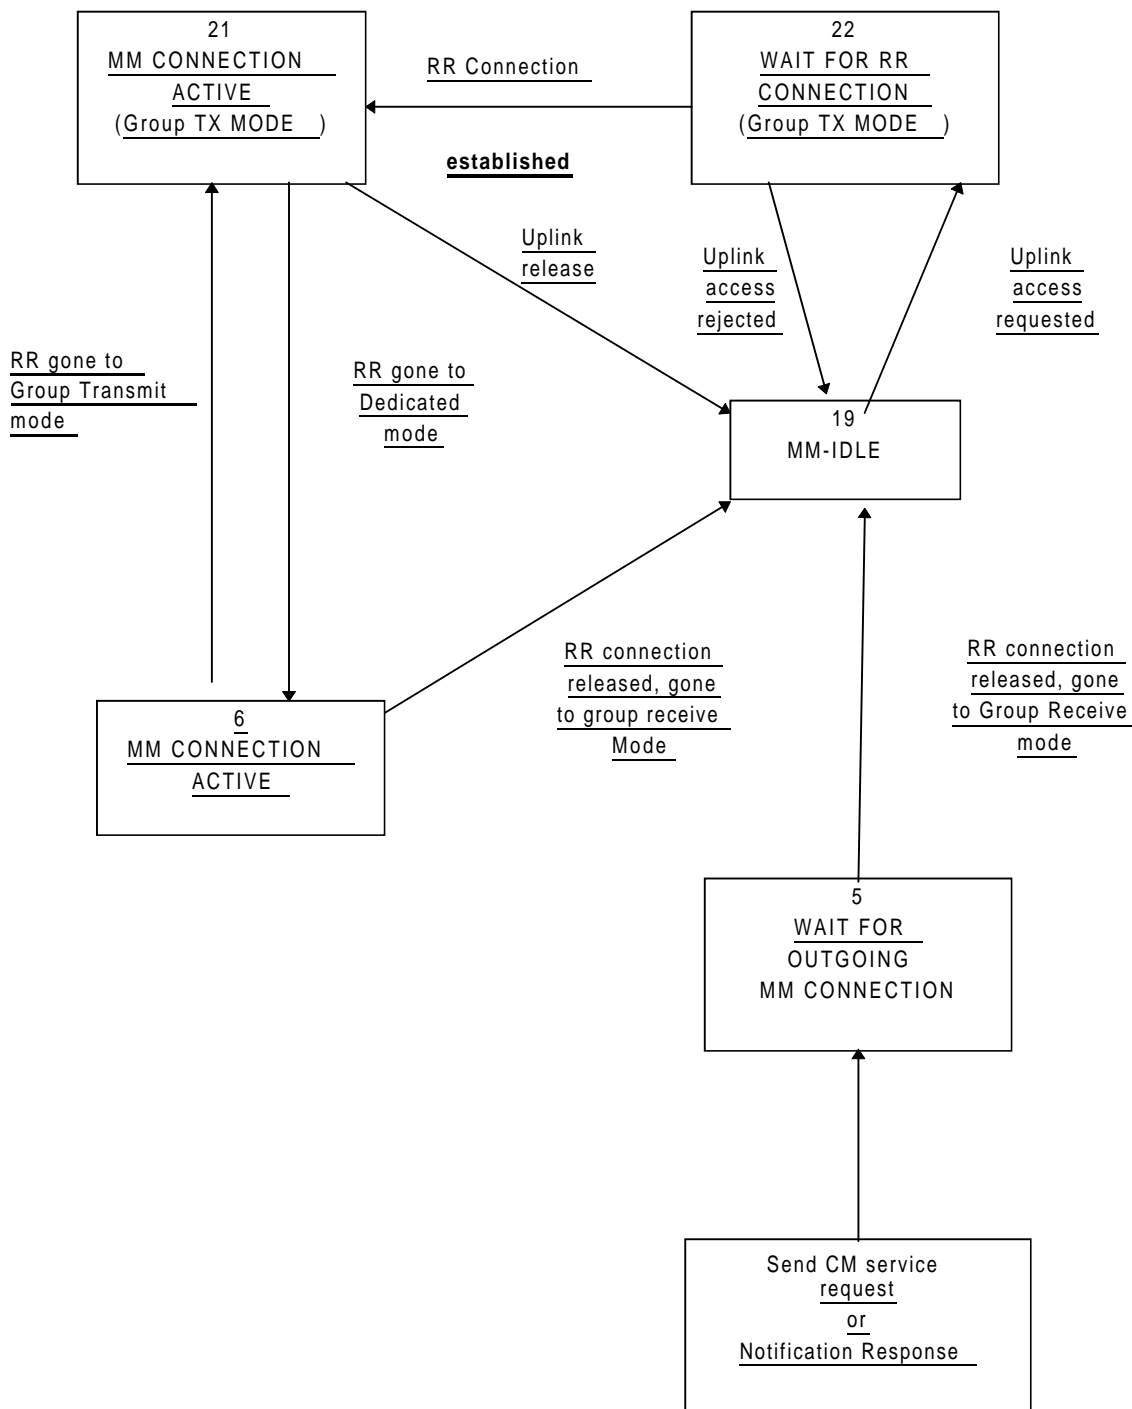 21
MM CONNECTION
ACTIVE
(Group TX MODE )
RR Connection
established
22
WAIT FOR RR
CONNECTION
(Group TX MODE )
Uplink
release
Uplink
access
rejected
Uplink
access
requested
RR gone to
Group Transmit
mode
RR gone to
Dedicated
mode
19
MM-IDLE
RR connection
released, gone
to group receive
Mode
RR connection
released, gone
to Group Receive
mode
6
MM CONNECTION
ACTIVE
5
WAIT FOR
OUTGOING
MM CONNECTION
Send CM service
request
or
Notification Response